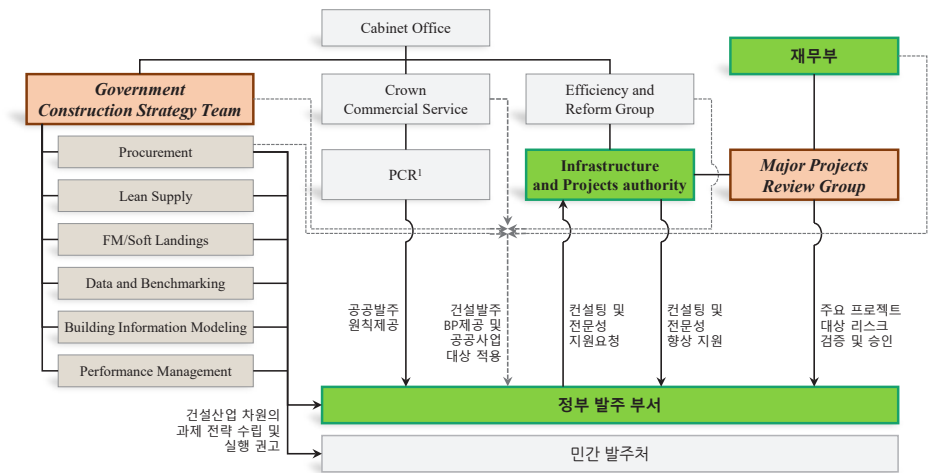 Cabinet Office
재무부
Government
Construction Strategy Team
Crown
Commercial Service
Efficiency and
Reform Group
Procurement
Lean Supply
FM/Soft Landings
Data and Benchmarking
Building Information Modeling
Performance Management
PCR¹
Infrastructure
and Projects authority
Major Projects
Review Group
공공발주
원칙제공
건설발주
BP제공 및
공공사업
대상 적용
컨설팅 및
전문성
지원요청
컨설팅 및
전문성
향상 지원
주요 프로젝트
대상 리스크
검증 및 승인
건설산업 차원의
과제 전략 수립 및
실행 권고
정부 발주 부서
민간 발주처